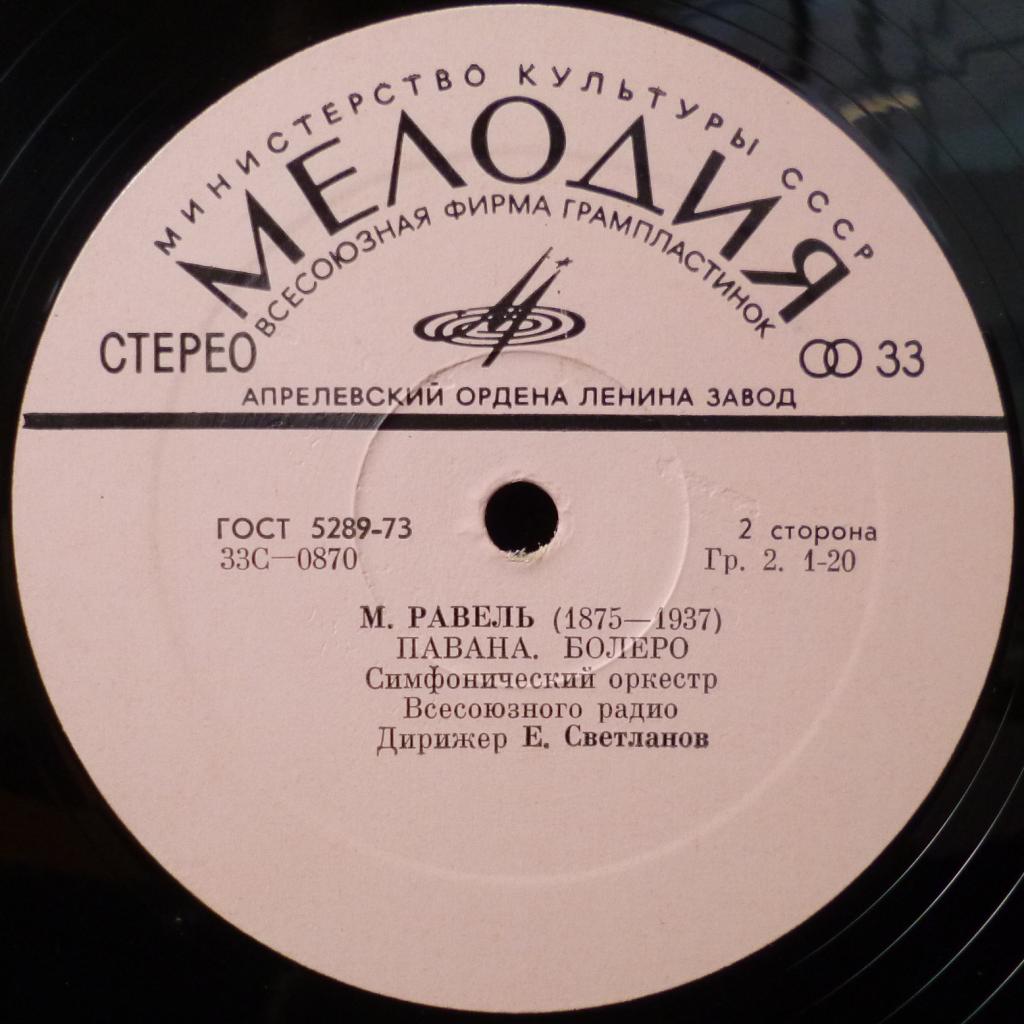 МИНИСТЕРСТВО КУЛЬТУРЫ СССР
МЕЛОДИЯ
ВСЕСОЮЗНАЯ ФИРМА ГРАМПЛАСТИНОК
СТЕРЕО
33
АПРЕЛЕВСКИЙ ОРДЕНА ЛЕНИНА ЗАВОД
ГОСТ 5289-73
2 сторона
33С—0870
Гр. 2. 1-20
М. РАВЕЛЬ (1875—1937)
ПАВАНА. БОЛЕРО
Симфонический оркестр
Всесоюзного радио
Дирижер Е. Светланов